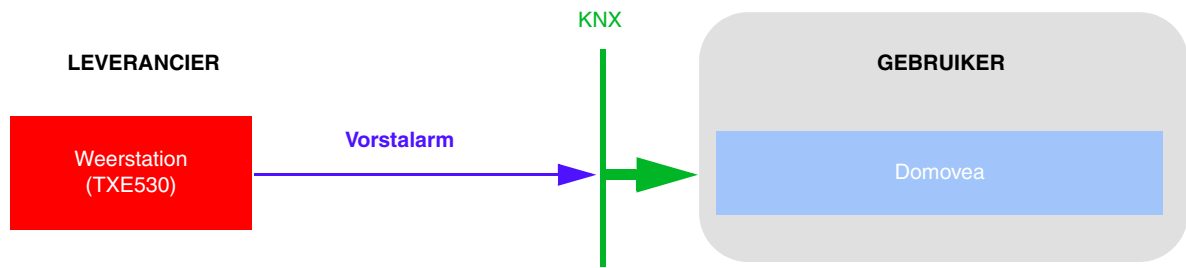 KNX
LEVERANCIER
GEBRUIKER
Vorstalarm
Weerstation
(TXE530)
Domovea